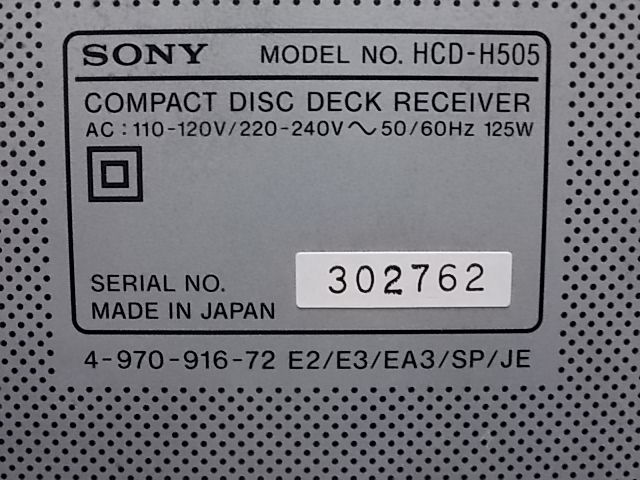 SONY MODEL NO. HCD-H505
COMPACT DISC DECK RECEIVER
AC : 110-120V/220-240V～50/60Hz 125W
SERIAL NO. 302762
MADE IN JAPAN
4-970-916-72 E2/E3/EA3/SP/JE